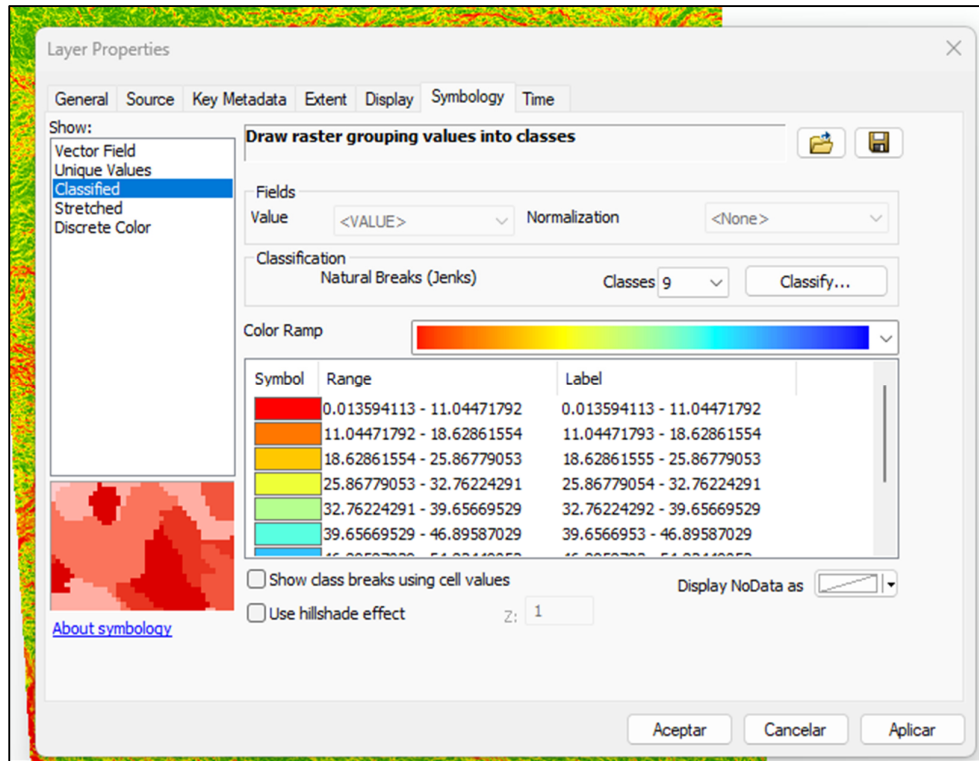 Layer Properties
General Source Key Metadata Extent Display Symbology Time
Show:
Vector Field
Unique Values
Classified
Stretched
Discrete Color
About symbology
Draw raster grouping values into classes
Fields
Value <VALUE> Normalization <None>
Classification
Natural Breaks (Jenks) Classes 9 Classify...
Color Ramp
Symbol Range Label
0.013594113 - 11.04471792 0.013594113 - 11.04471792
11.04471792 - 18.62861554 11.04471793 - 18.62861554
18.62861554 - 25.86779053 18.62861555 - 25.86779053
25.86779053 - 32.76224291 25.86779054 - 32.76224291
32.76224291 - 39.65669529 32.76224292 - 39.65669529
39.65669529 - 46.89587029 39.6566953 - 46.89587029
Show class breaks using cell values Display NoData as
Use hillshade effect Z: 1
Aceptar Cancelar Aplicar